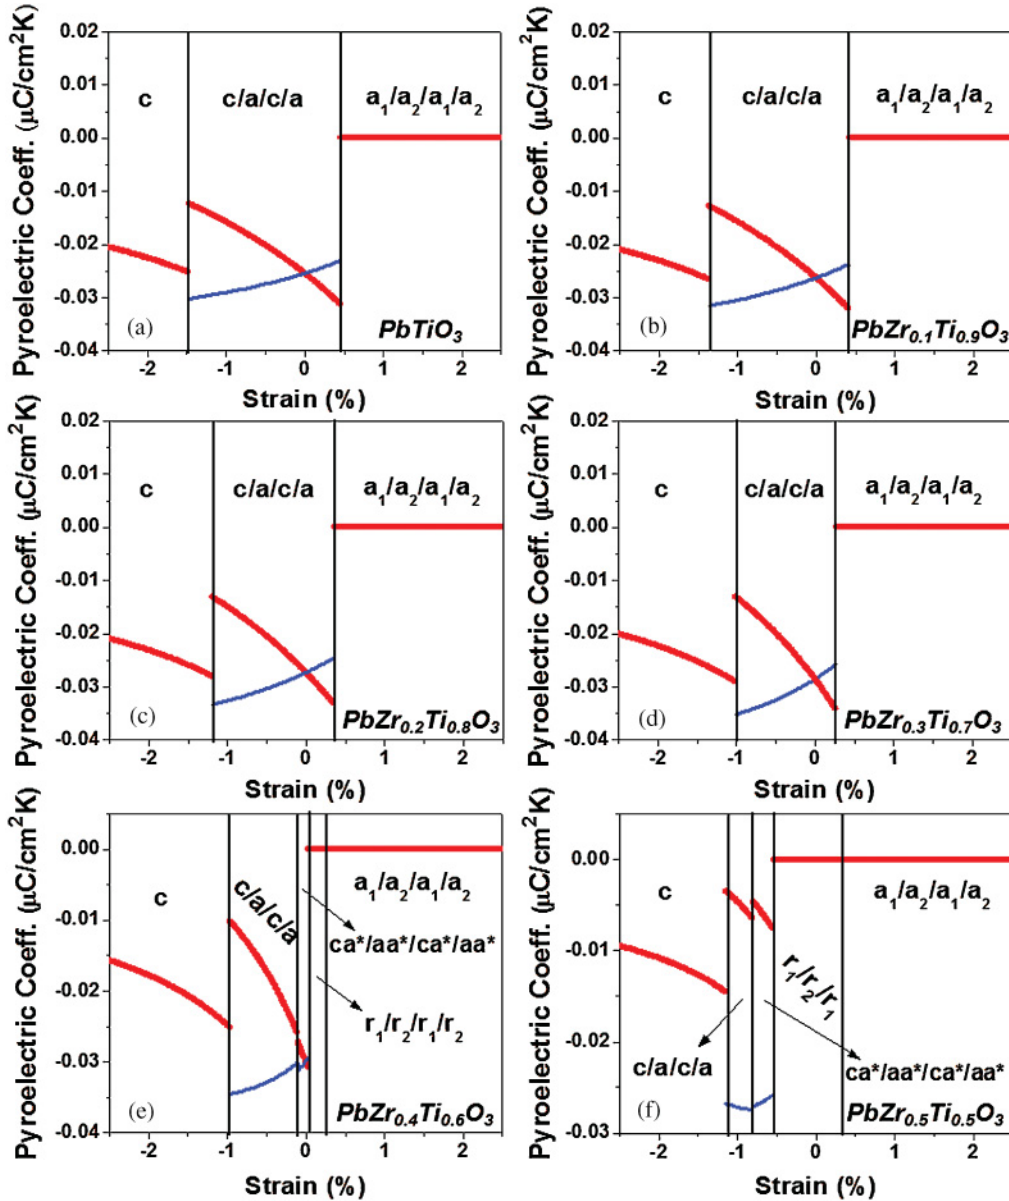 Pyroelectric Coeff. (μC/cm²K)
0.02
0.01
0.00
-0.01
-0.02
-0.03
-0.04
c
c/a/c/a
a₁/a₂/a₁/a₂
(a)
PbTiO₃
-2 -1 0 1 2
Strain (%)
Pyroelectric Coeff. (μC/cm²K)
0.02
0.01
0.00
-0.01
-0.02
-0.03
-0.04
c
c/a/c/a
a₁/a₂/a₁/a₂
(b)
PbZr₀.₁Ti₀.₉O₃
-2 -1 0 1 2
Strain (%)
Pyroelectric Coeff. (μC/cm²K)
0.02
0.01
0.00
-0.01
-0.02
-0.03
-0.04
c
c/a/c/a
a₁/a₂/a₁/a₂
(c)
PbZr₀.₂Ti₀.₈O₃
-2 -1 0 1 2
Strain (%)
Pyroelectric Coeff. (μC/cm²K)
0.02
0.01
0.00
-0.01
-0.02
-0.03
-0.04
c
c/a/c/a
a₁/a₂/a₁/a₂
(d)
PbZr₀.₃Ti₀.₇O₃
-2 -1 0 1 2
Strain (%)
Pyroelectric Coeff. (μC/cm²K)
0.00
-0.01
-0.02
-0.03
-0.04
c
c/a/c/a
a₁/a₂/a₁/a₂
ca*/aa*/ca*/aa*
r₁/r₂/r₁/r₂
(e)
PbZr₀.₄Ti₀.₆O₃
-2 -1 0 1 2
Strain (%)
Pyroelectric Coeff. (μC/cm²K)
0.00
-0.01
-0.02
-0.03
c
a₁/a₂/a₁/a₂
r₁/r₂/r₁
c/a/c/a
ca*/aa*/ca*/aa*
(f)
PbZr₀.₅Ti₀.₅O₃
-2 -1 0 1 2
Strain (%)